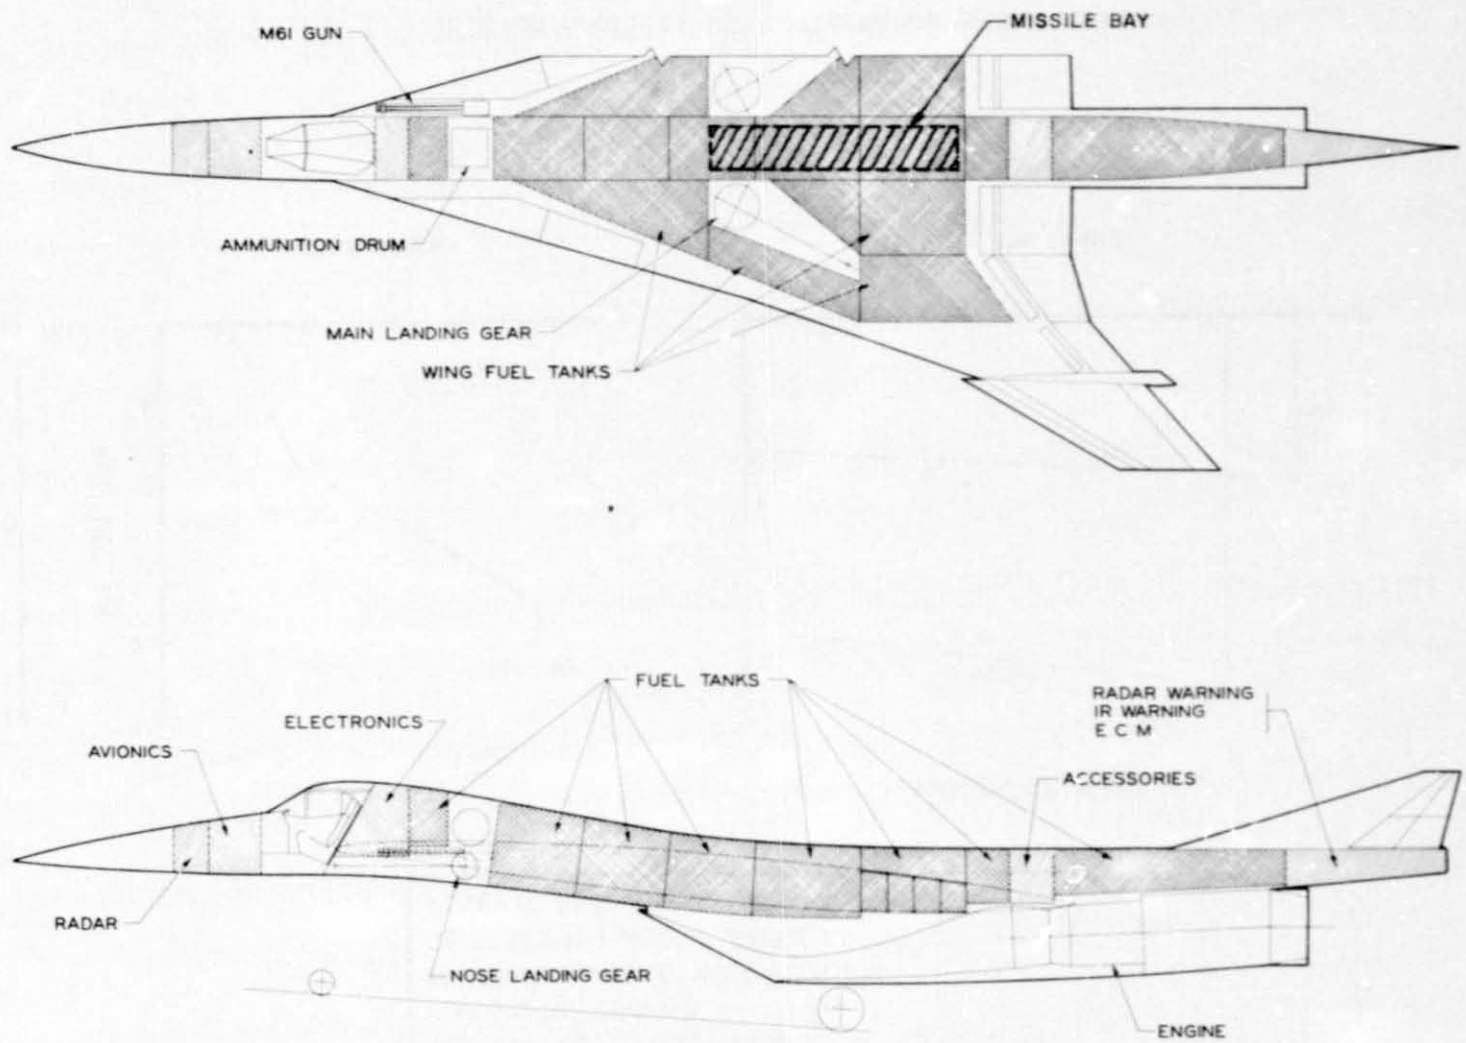 M61 GUN
MISSILE BAY
AMMUNITION DRUM
MAIN LANDING GEAR
WING FUEL TANKS
FUEL TANKS
RADAR WARNING
IR WARNING
E C M
ELECTRONICS
AVIONICS
ACCESSORIES
RADAR
NOSE LANDING GEAR
ENGINE